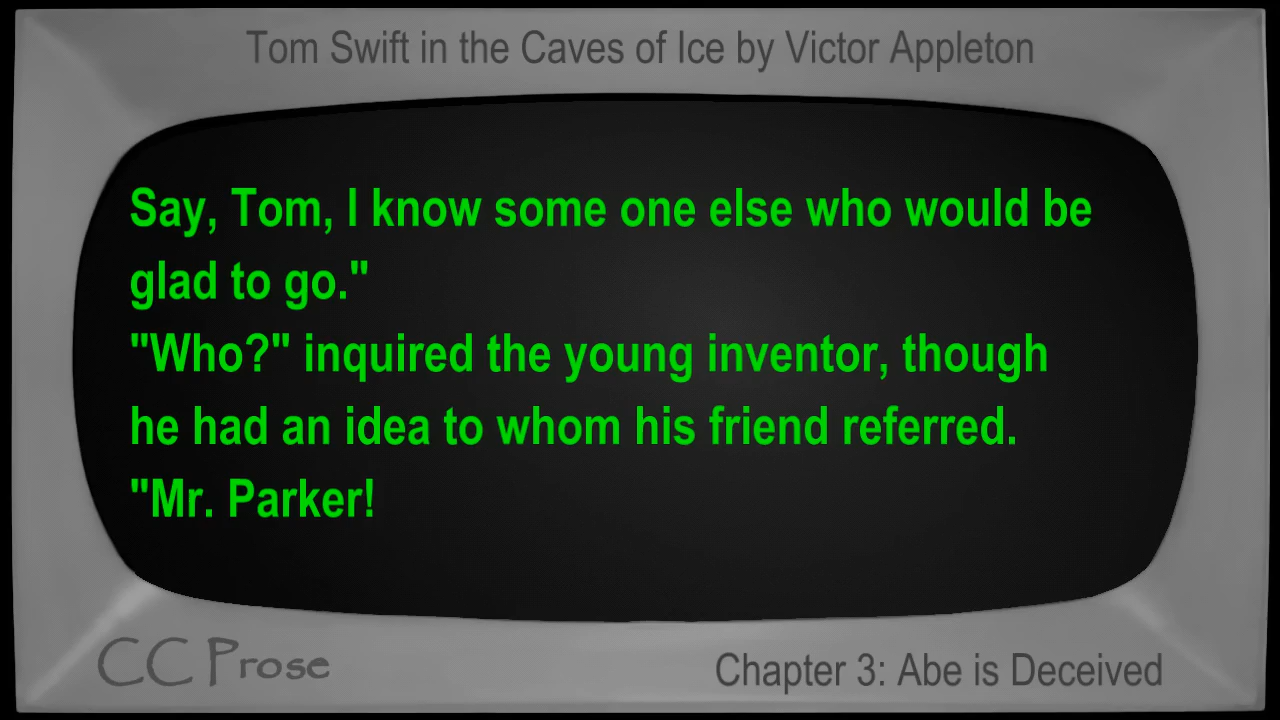 Tom Swift in the Caves of Ice by Victor Appleton
Say, Tom, I know some one else who would be
glad to go."
"Who?" inquired the young inventor, though
he had an idea to whom his friend referred.
"Mr. Parker!
CC Prose
Chapter 3: Abe is Deceived